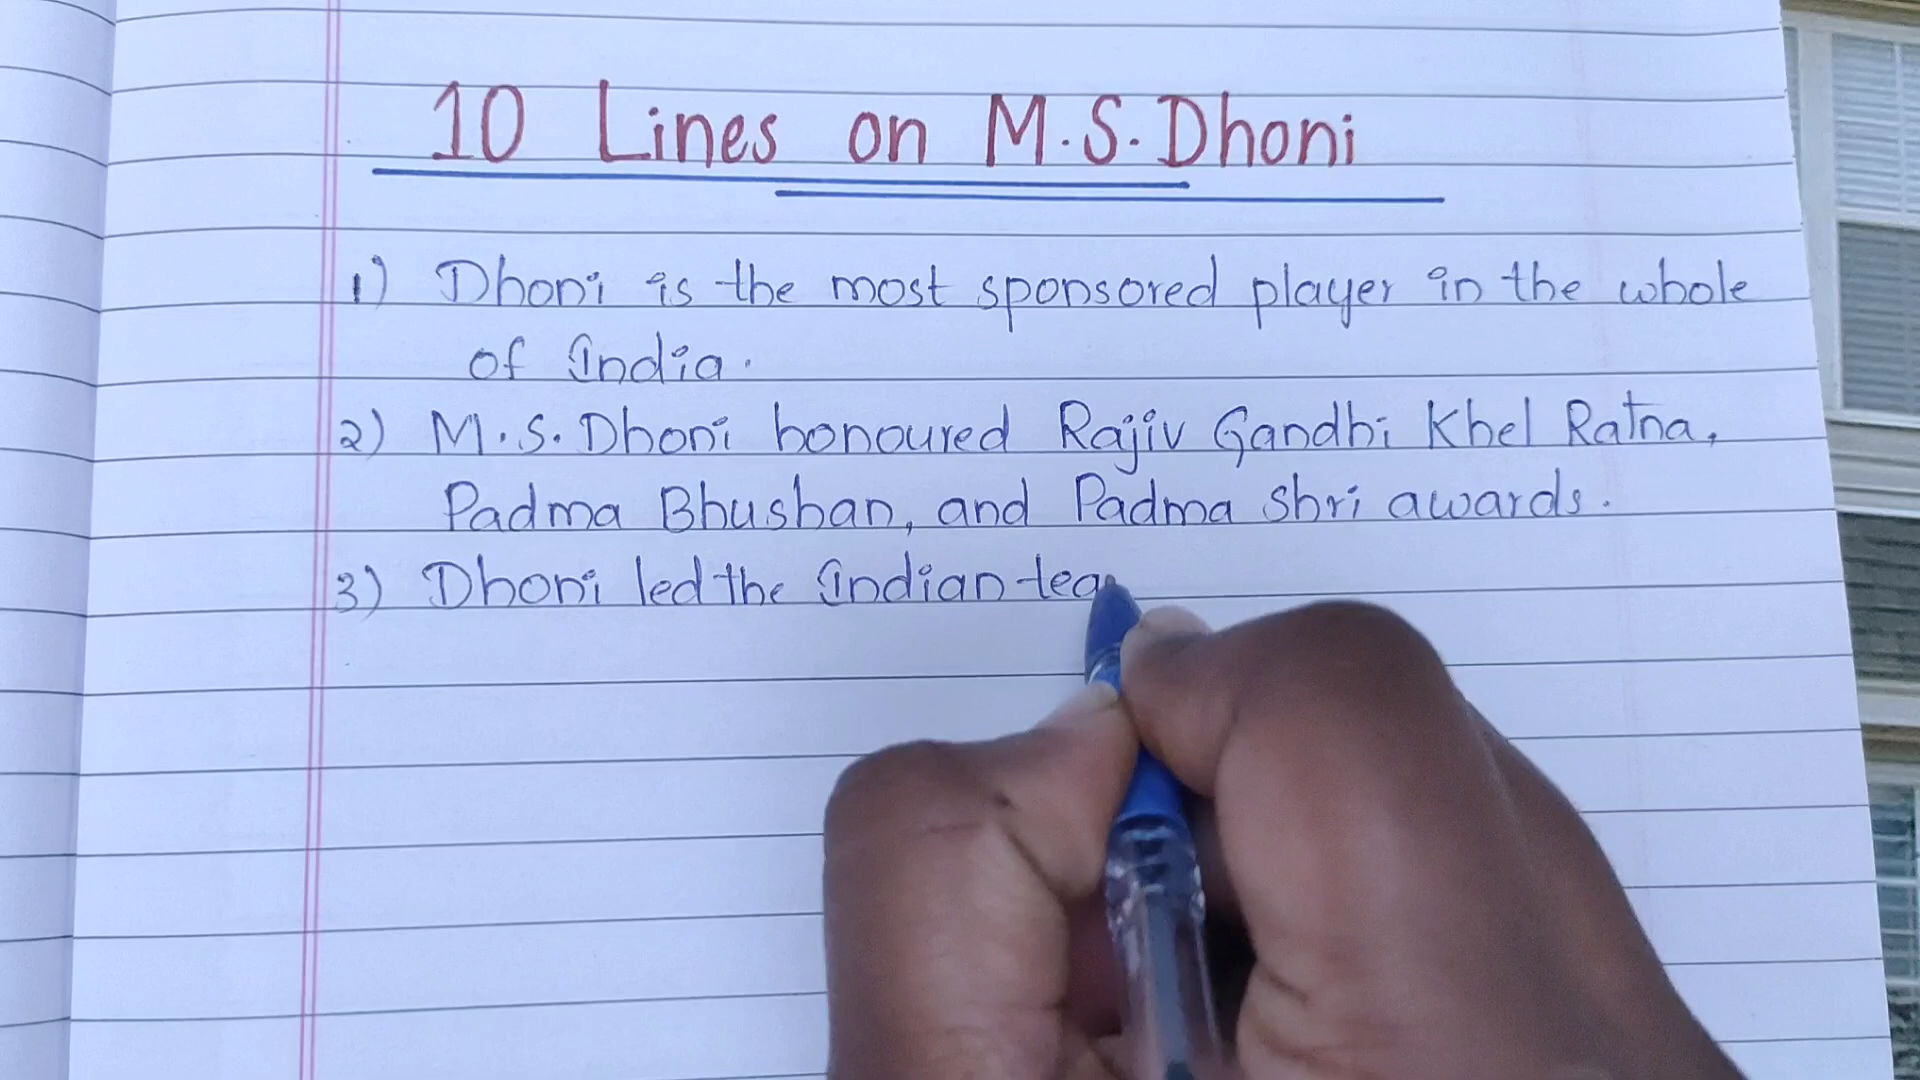 10 Lines on M.S.Dhoni
1) Dhoni is the most sponsored player in the whole
of India.
2) M.S.Dhoni honoured Rajiv Gandhi Khel Ratna,
Padma Bhushan, and Padma Shri awards.
3) Dhoni led the Indian tea